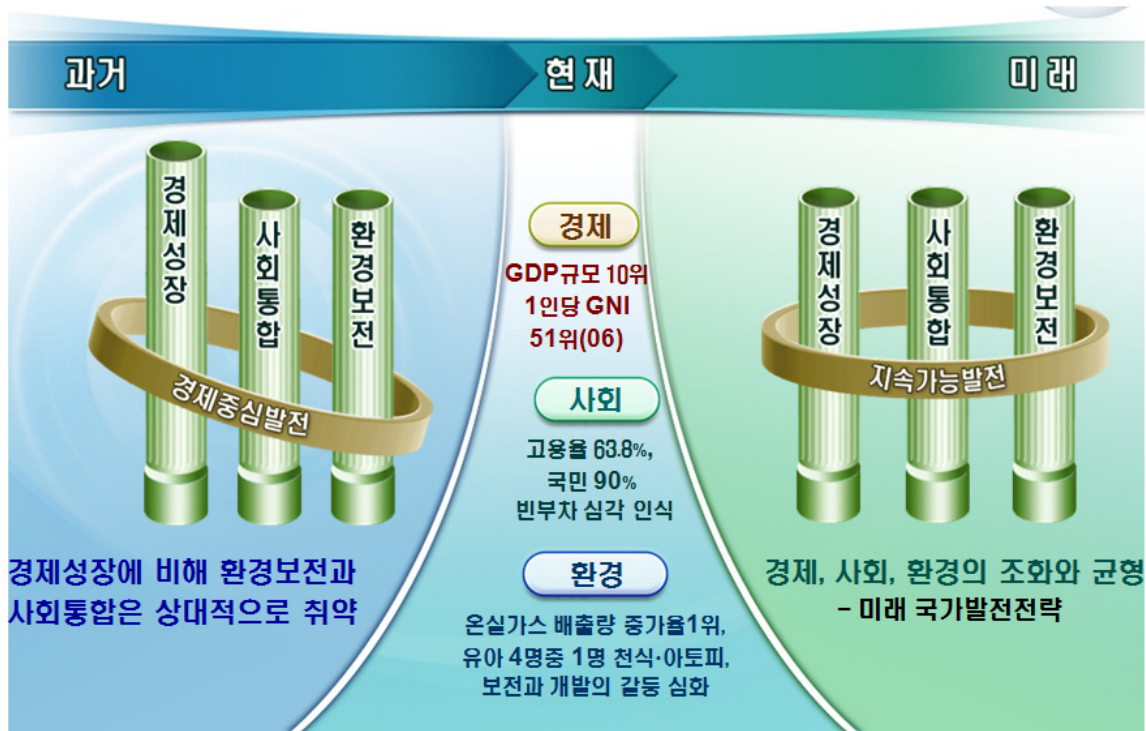 과거
현재
미래
경제성장
사회통합
환경보전
경제중심발전
경제성장에 비해 환경보전과
사회통합은 상대적으로 취약
경제
GDP규모 10위
1인당 GNI
51위(06)
사회
고용율 63.8%,
국민 90%
빈부차 심각 인식
환경
온실가스 배출량 증가율1위,
유아 4명중 1명 천식·아토피,
보전과 개발의 갈등 심화
경제성장
사회통합
환경보전
지속가능발전
경제, 사회, 환경의 조화와 균형
– 미래 국가발전전략